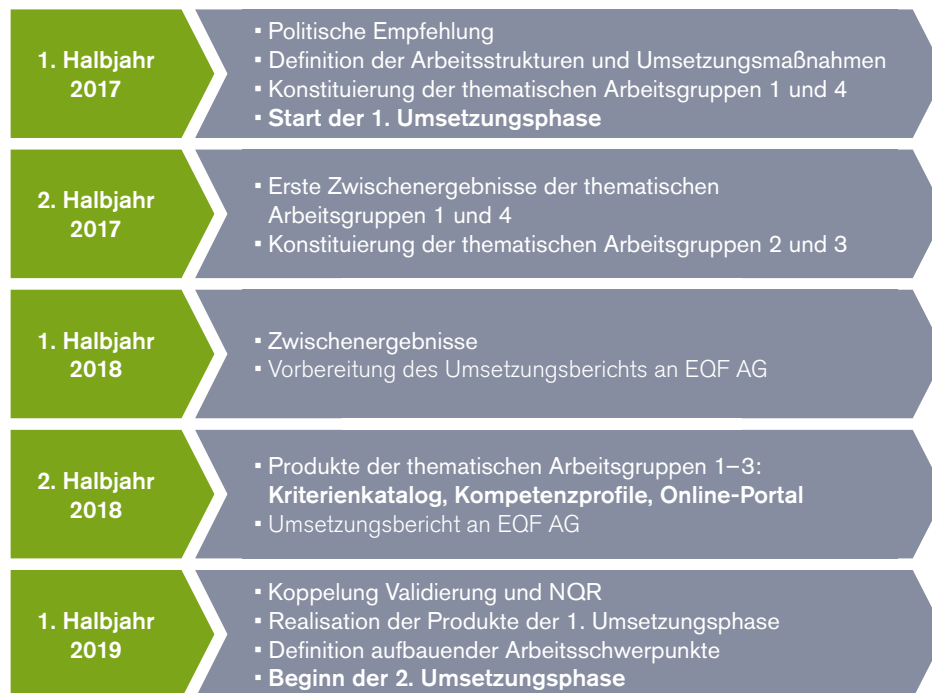 1. Halbjahr
2017
▪ Politische Empfehlung
▪ Definition der Arbeitsstrukturen und Umsetzungsmaßnahmen
▪ Konstituierung der thematischen Arbeitsgruppen 1 und 4
▪ Start der 1. Umsetzungsphase
2. Halbjahr
2017
▪ Erste Zwischenergebnisse der thematischen
Arbeitsgruppen 1 und 4
▪ Konstituierung der thematischen Arbeitsgruppen 2 und 3
1. Halbjahr
2018
▪ Zwischenergebnisse
▪ Vorbereitung des Umsetzungsberichts an EQF AG
2. Halbjahr
2018
▪ Produkte der thematischen Arbeitsgruppen 1–3:
Kriterienkatalog, Kompetenzprofile, Online-Portal
▪ Umsetzungsbericht an EQF AG
1. Halbjahr
2019
▪ Koppelung Validierung und NQR
▪ Realisation der Produkte der 1. Umsetzungsphase
▪ Definition aufbauender Arbeitsschwerpunkte
▪ Beginn der 2. Umsetzungsphase